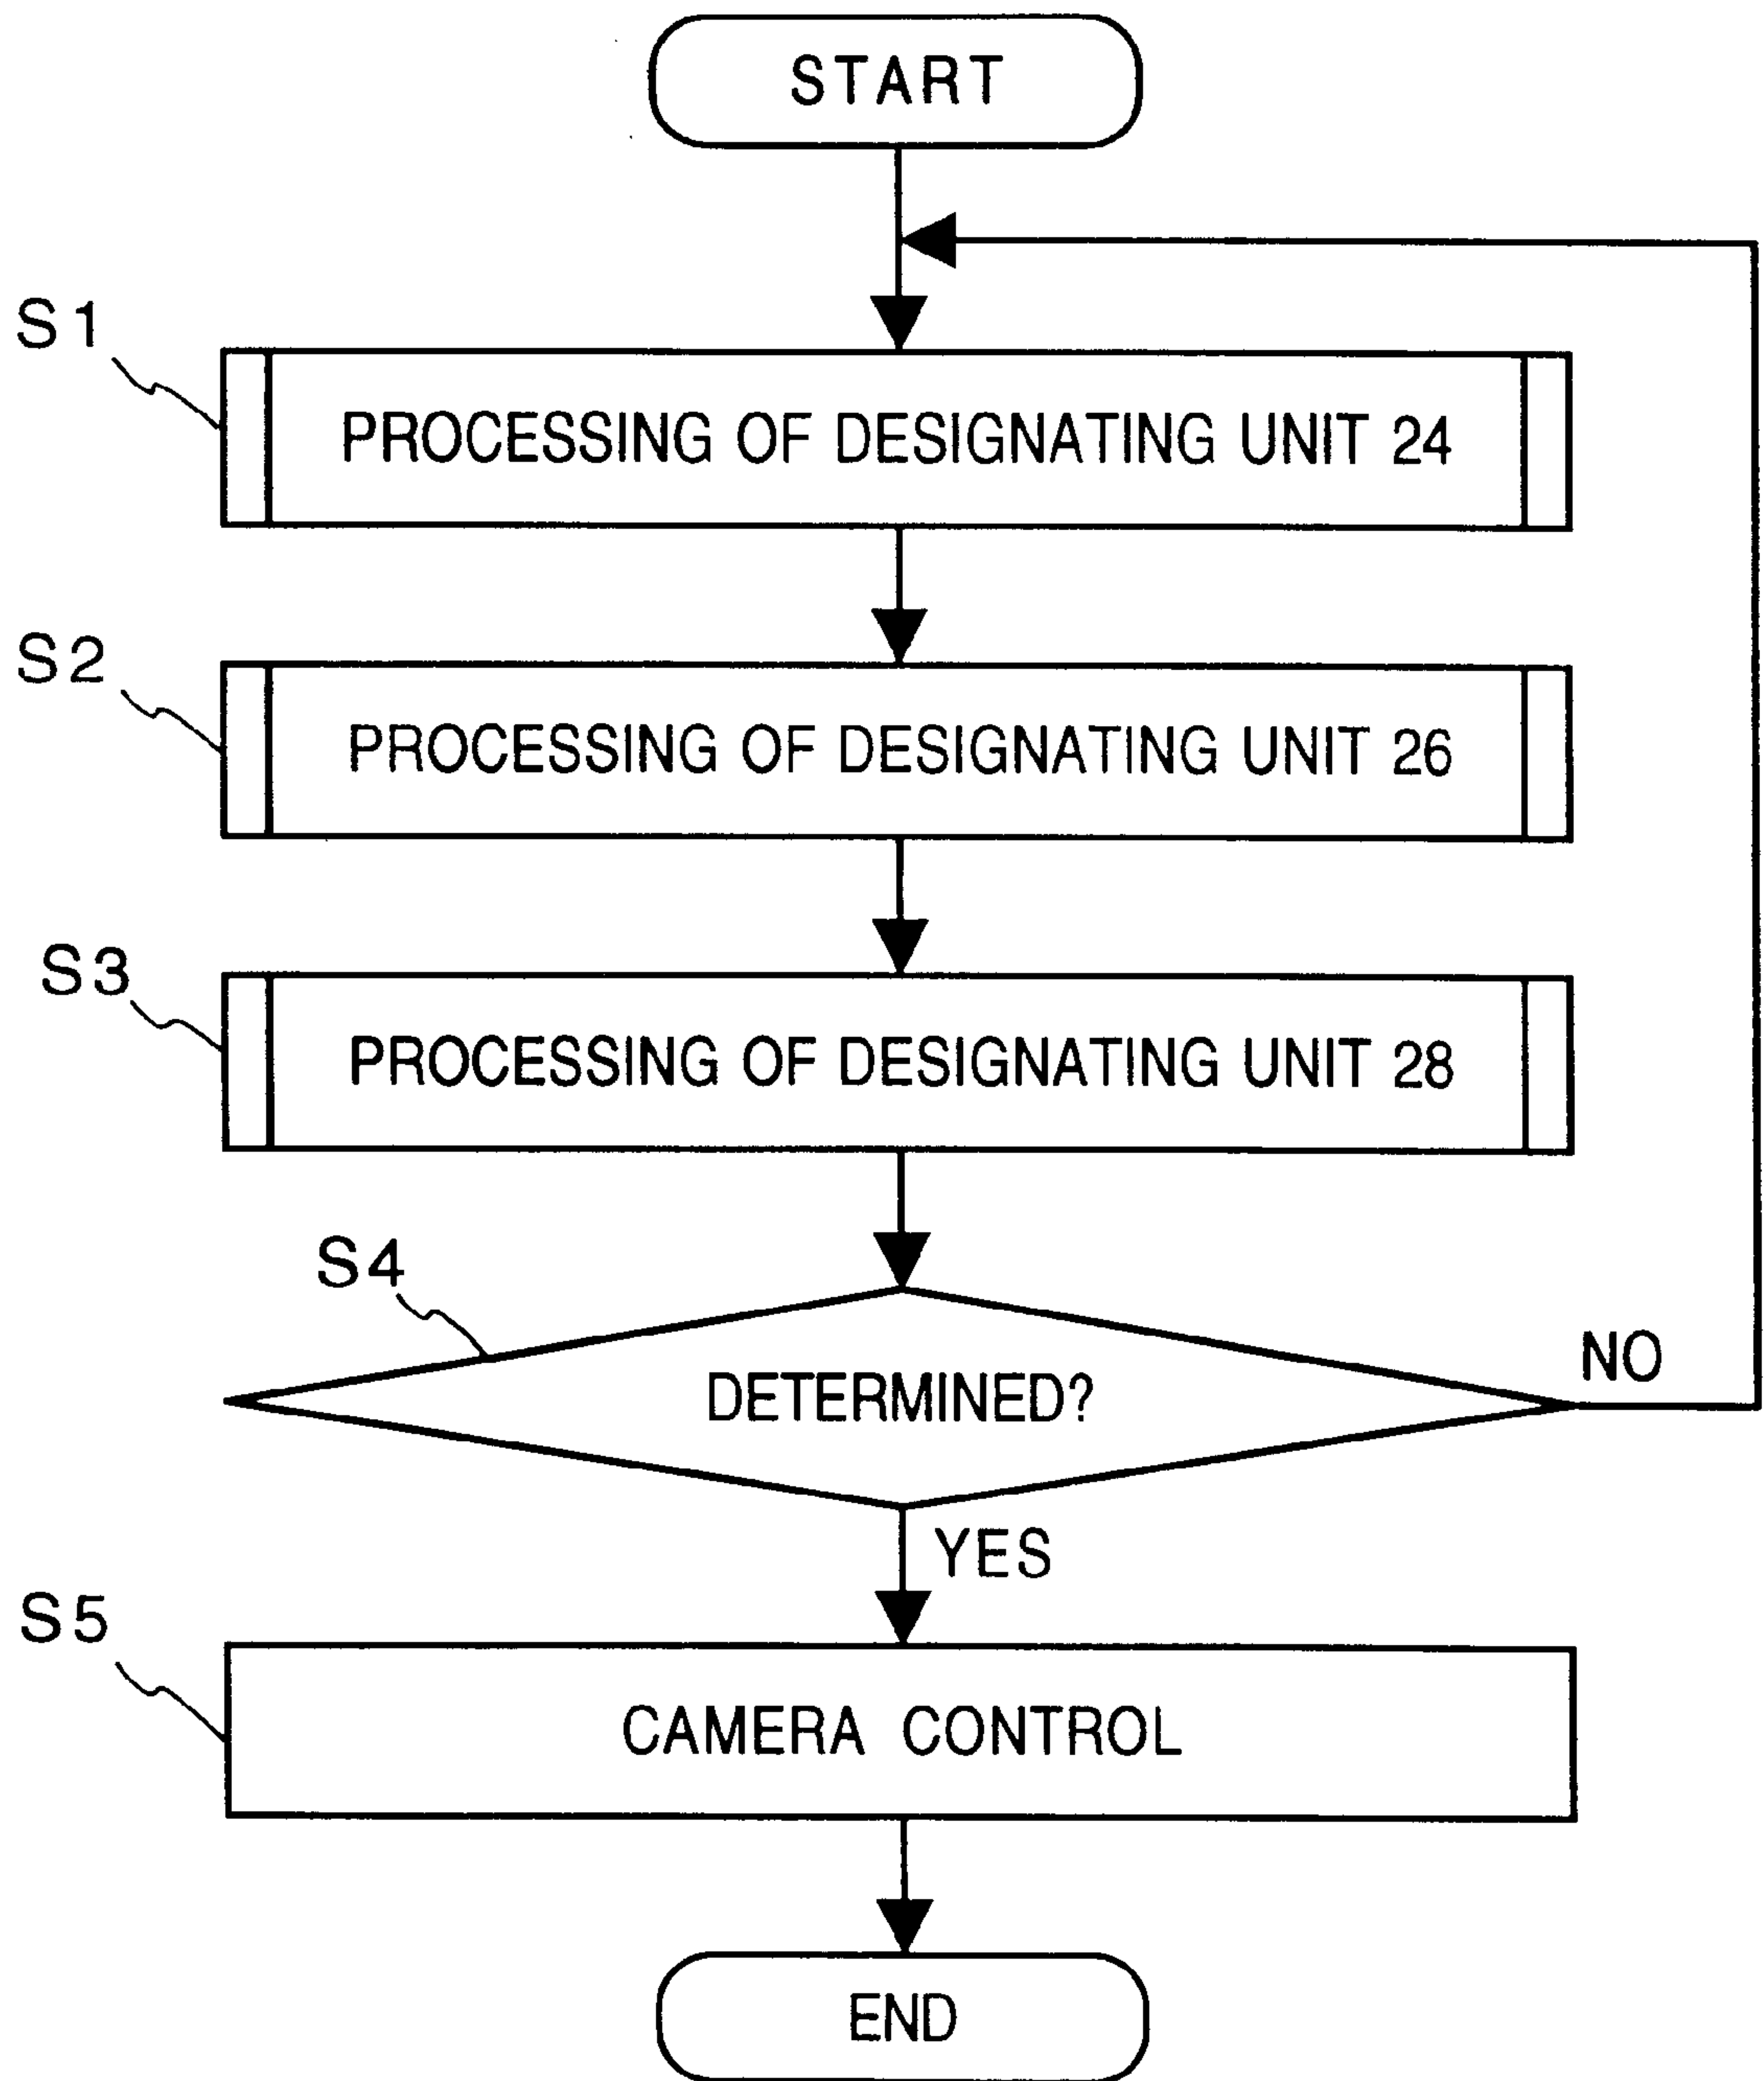 START
S1
PROCESSING OF DESIGNATING UNIT 24
S2
PROCESSING OF DESIGNATING UNIT 26
S3
PROCESSING OF DESIGNATING UNIT 28
S4
DETERMINED?
NO
YES
S5
CAMERA CONTROL
END